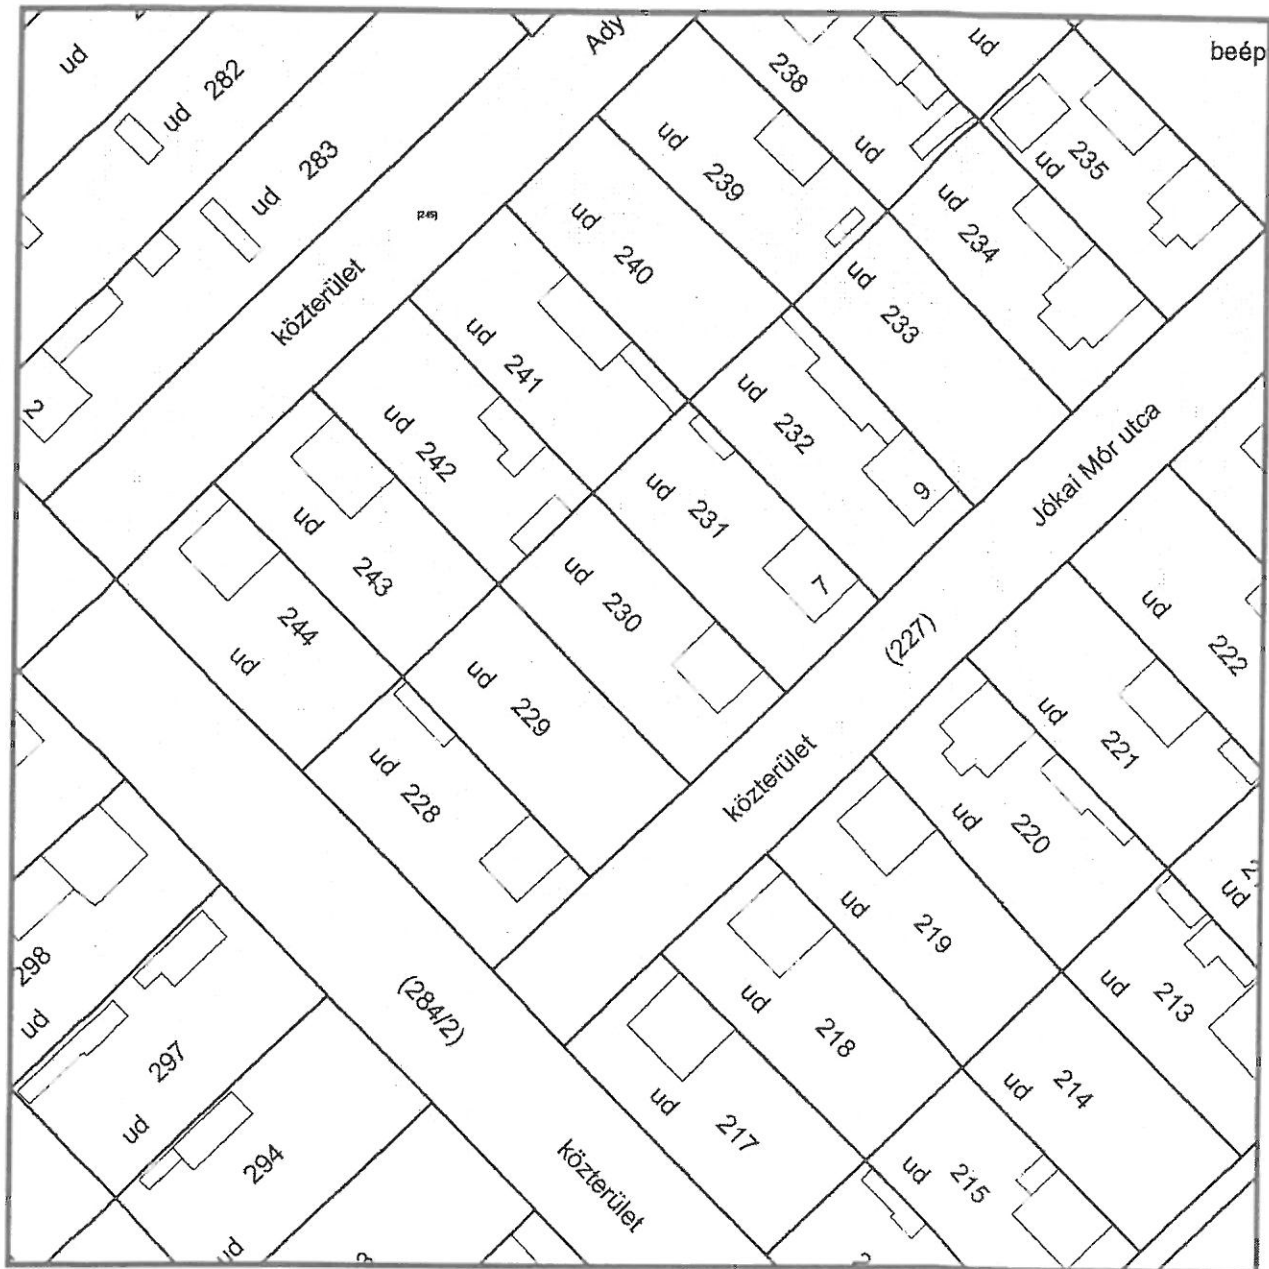 Ady
ud
beép
ud
ud 282
238
ud
ud 235
ud 283
ud 239
ud 234
ud 240
közterület
ud 233
ud 241
2
ud 242
ud 232
9
Jókai Mór utca
ud 243
ud 231
7
ud 230
ud 244
(227)
ud 222
ud 229
ud 221
ud 228
közterület
ud 220
ud
ud 219
298
ud
(284/2)
ud 213
ud 218
297
ud
ud 214
ud 217
294
ud
közterület
ud 215